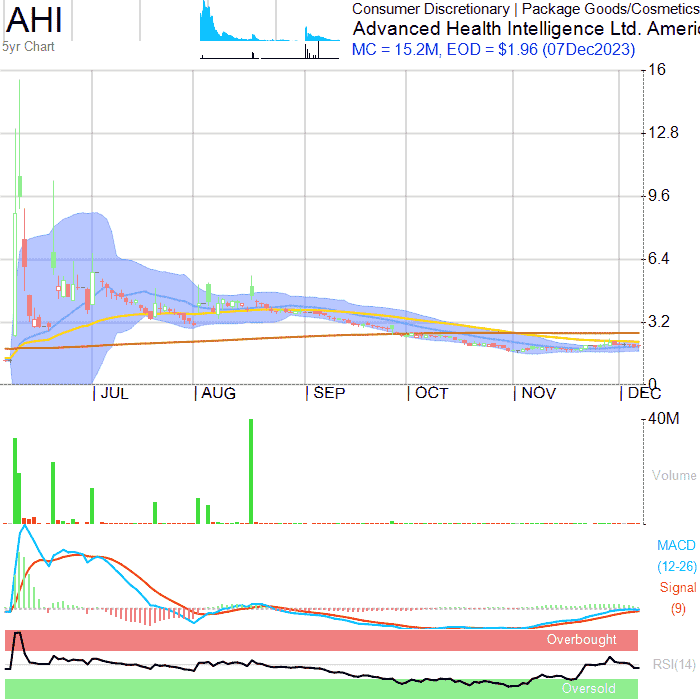 AHI
5yr Chart
Consumer Discretionary | Package Goods/Cosmetics
Advanced Health Intelligence Ltd. Ameri
MC = 15.2M, EOD = $1.96 (07Dec2023)
16
12.8
9.6
6.4
3.2
0
JUL
AUG
SEP
OCT
NOV
DEC
40M
Volume
MACD
(12-26)
Signal
(9)
Overbought
RSI(14)
Oversold